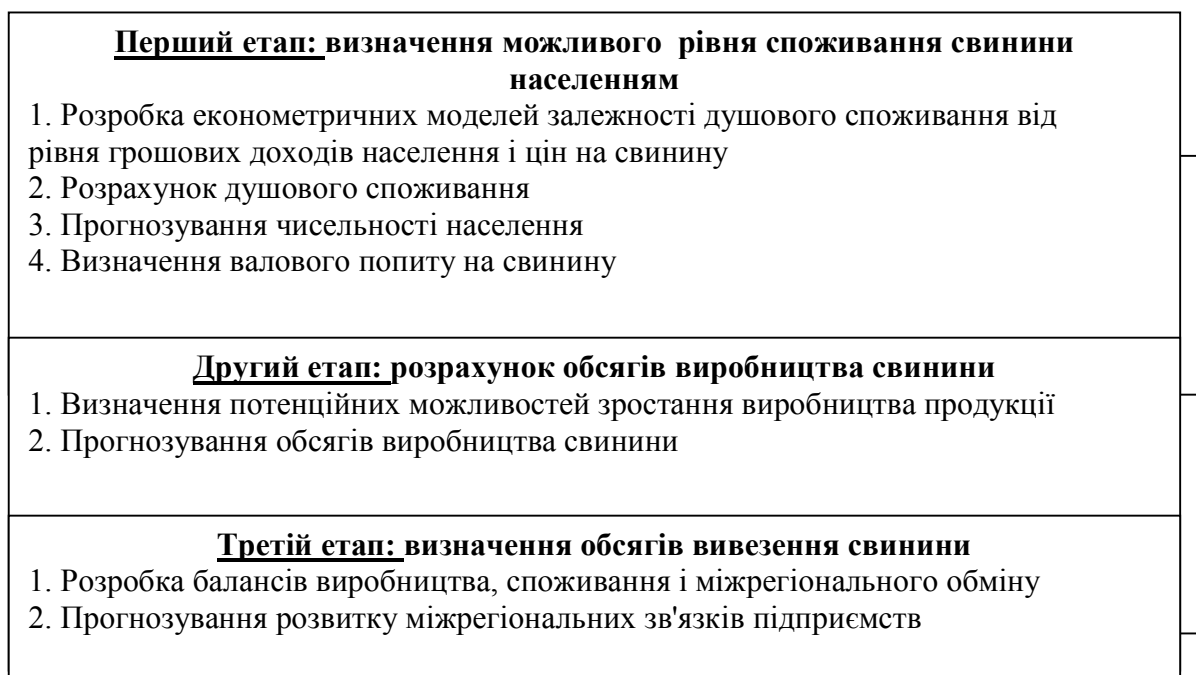 Перший етап: визначення можливого рівня споживання свинини
населенням
1. Розробка економетричних моделей залежності душового споживання від
рівня грошових доходів населення і цін на свинину
2. Розрахунок душового споживання
3. Прогнозування чисельності населення
4. Визначення валового попиту на свинину
Другий етап: розрахунок обсягів виробництва свинини
1. Визначення потенційних можливостей зростання виробництва продукції
2. Прогнозування обсягів виробництва свинини
Третій етап: визначення обсягів вивезення свинини
1. Розробка балансів виробництва, споживання і міжрегіонального обміну
2. Прогнозування розвитку міжрегіональних зв'язків підприємств